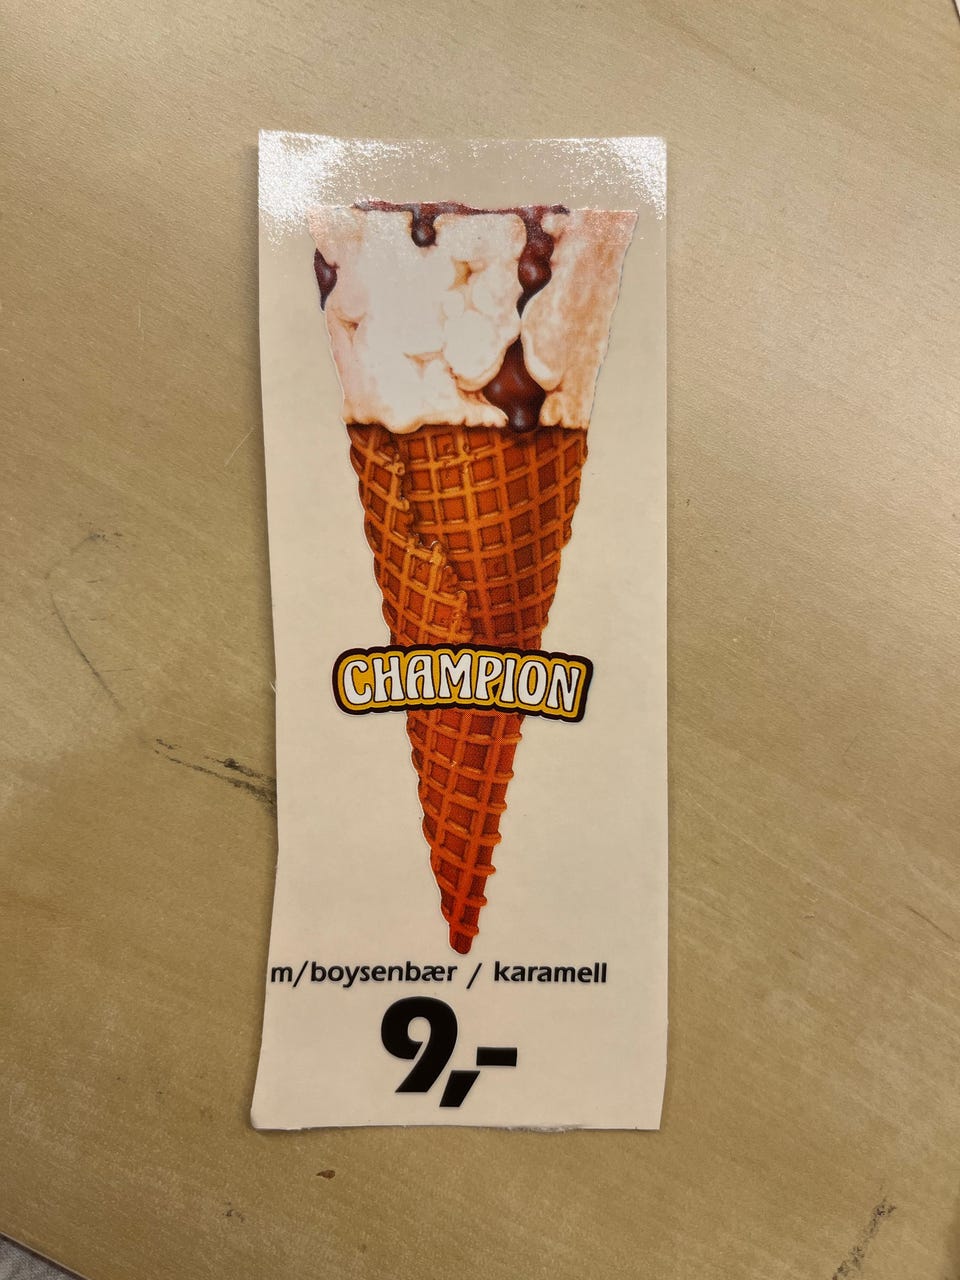 CHAMPION
m/boysenbær / karamell
9,-